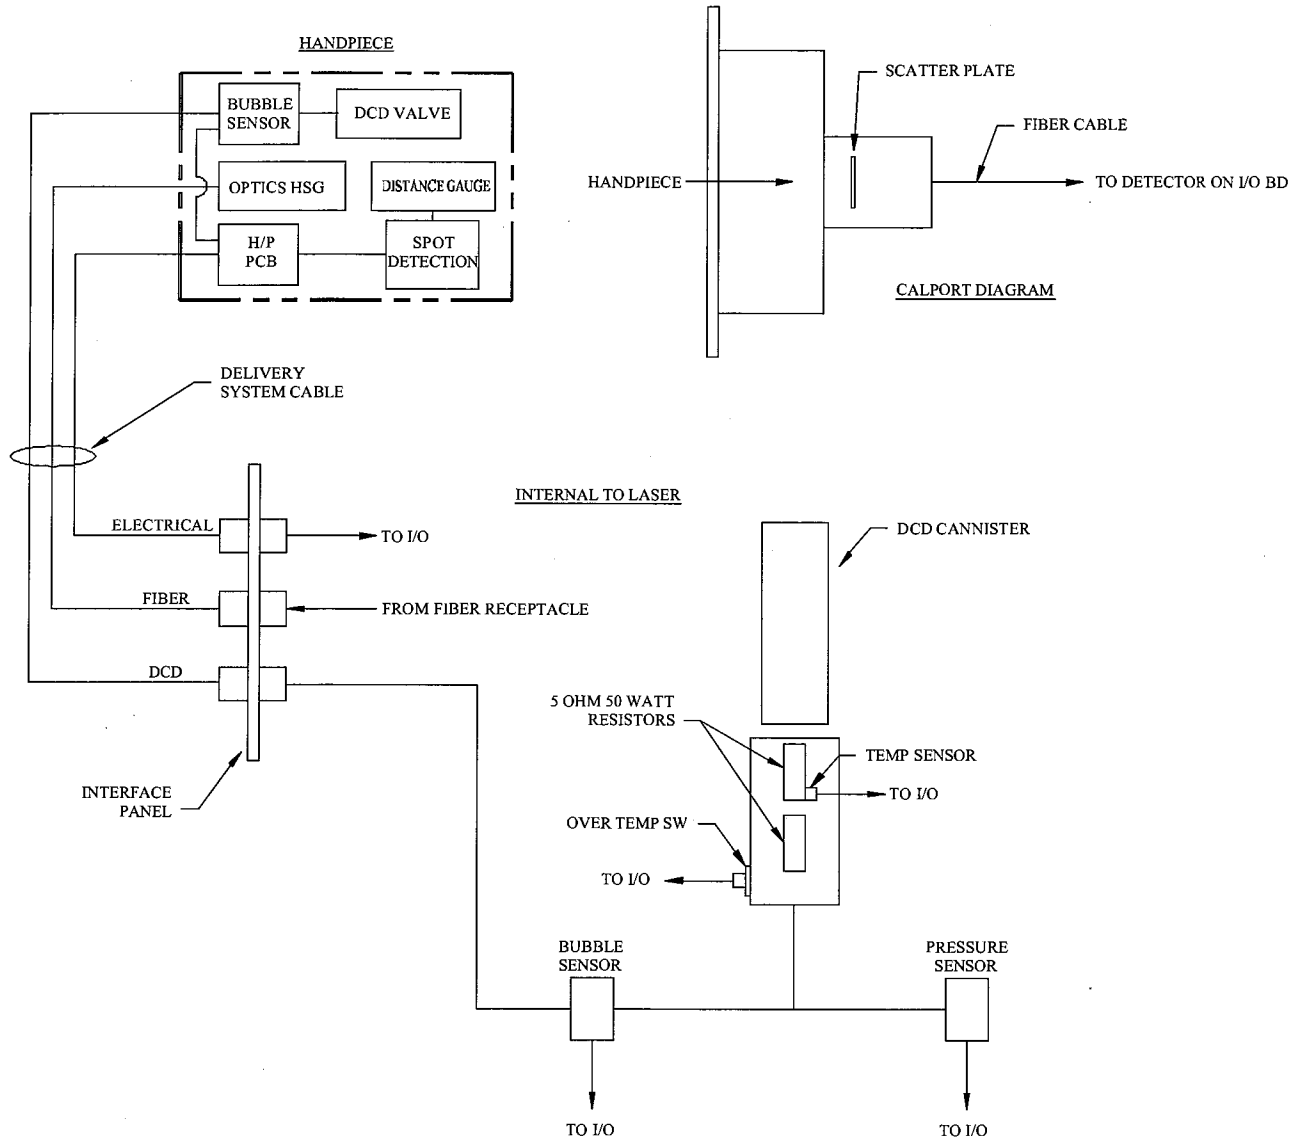 HANDPIECE
BUBBLE
SENSOR
DCD VALVE
OPTICS HSG
DISTANCE GAUGE
H/P
PCB
SPOT
DETECTION
SCATTER PLATE
FIBER CABLE
HANDPIECE
TO DETECTOR ON I/O BD
CALPORT DIAGRAM
DELIVERY
SYSTEM CABLE
INTERNAL TO LASER
ELECTRICAL
TO I/O
DCD CANNISTER
FIBER
FROM FIBER RECEPTACLE
DCD
5 OHM 50 WATT
RESISTORS
TEMP SENSOR
TO I/O
INTERFACE
PANEL
OVER TEMP SW
TO I/O
BUBBLE
SENSOR
PRESSURE
SENSOR
TO I/O
TO I/O